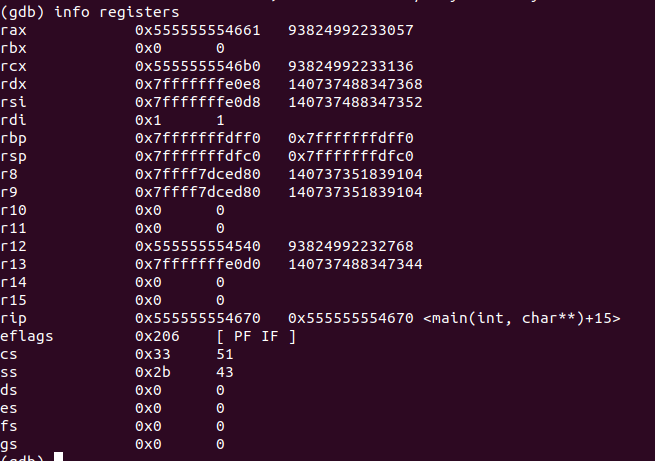 (gdb) info registers
rax 0x555555554661 93824992233057
rbx 0x0 0
rcx 0x5555555546b0 93824992233136
rdx 0x7fffffffe0e8 140737488347368
rsi 0x7fffffffe0d8 140737488347352
rdi 0x1 1
rbp 0x7fffffffdff0 0x7fffffffdff0
rsp 0x7fffffffdfc0 0x7fffffffdfc0
r8 0x7ffff7dced80 140737351839104
r9 0x7ffff7dced80 140737351839104
r10 0x0 0
r11 0x0 0
r12 0x555555554540 93824992232768
r13 0x7fffffffe0d0 140737488347344
r14 0x0 0
r15 0x0 0
rip 0x555555554670 0x555555554670 <main(int, char**)+15>
eflags 0x206 [ PF IF ]
cs 0x33 51
ss 0x2b 43
ds 0x0 0
es 0x0 0
fs 0x0 0
gs 0x0 0
(gdb)